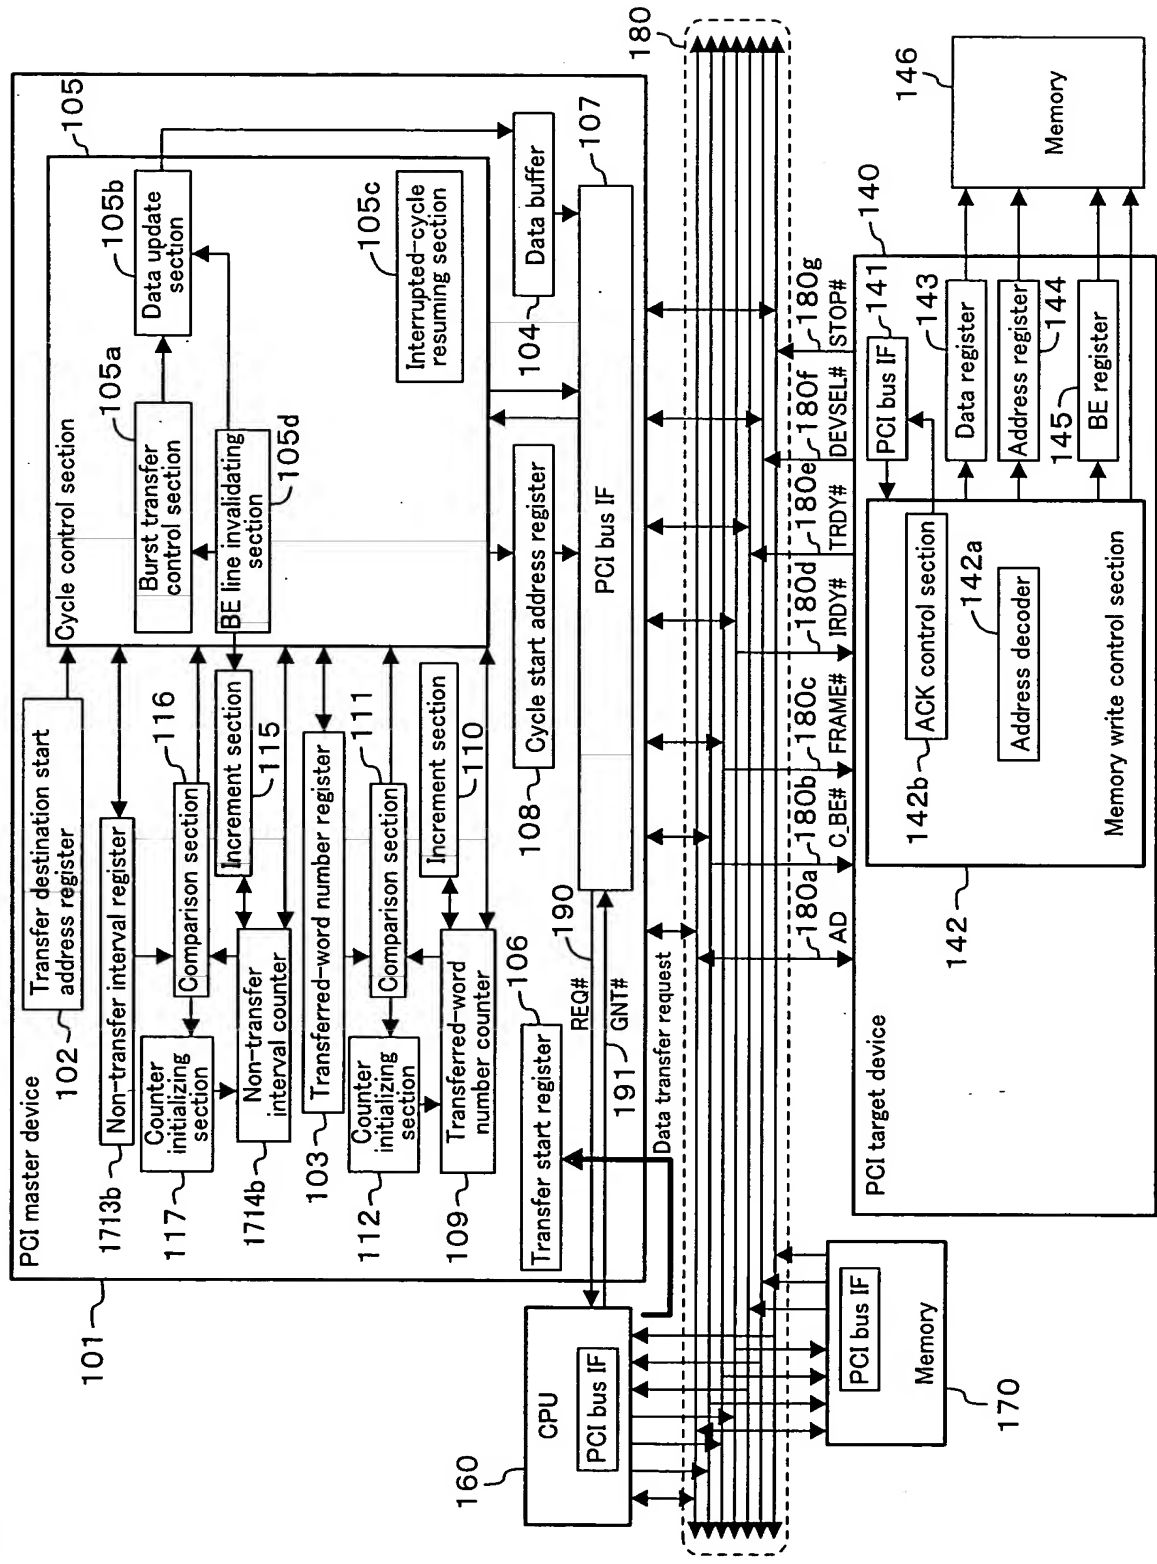 PCI master device
101
Transfer destination start
address register
102
Non-transfer interval register
1713b
Counter
initializing
section
117
Comparison section
116
Non-transfer
interval counter
1714b
Increment section
115
Transferred-word number register
103
Counter
initializing
section
112
Comparison section
111
Transferred-word
number counter
109
Increment section
110
Transfer start register
106
Cycle control section
105
Burst transfer
control section
105a
Data update
section
105b
BE line invalidating
section
105d
Interrupted-cycle
resuming section
105c
Cycle start address register
108
Data buffer
104
PCI bus IF
107
REQ#
190
GNT#
191
Data transfer request
CPU
PCI bus IF
160
180
AD
180a
C_BE#
180b
FRAME#
180c
IRDY#
180d
TRDY#
180e
DEVSEL#
180f
STOP#
180g
PCI bus IF
Memory
170
PCI target device
140
PCI bus IF
141
142
Memory write control section
142b
ACK control section
142a
Address decoder
Data register
143
Address register
144
145
BE register
Memory
146